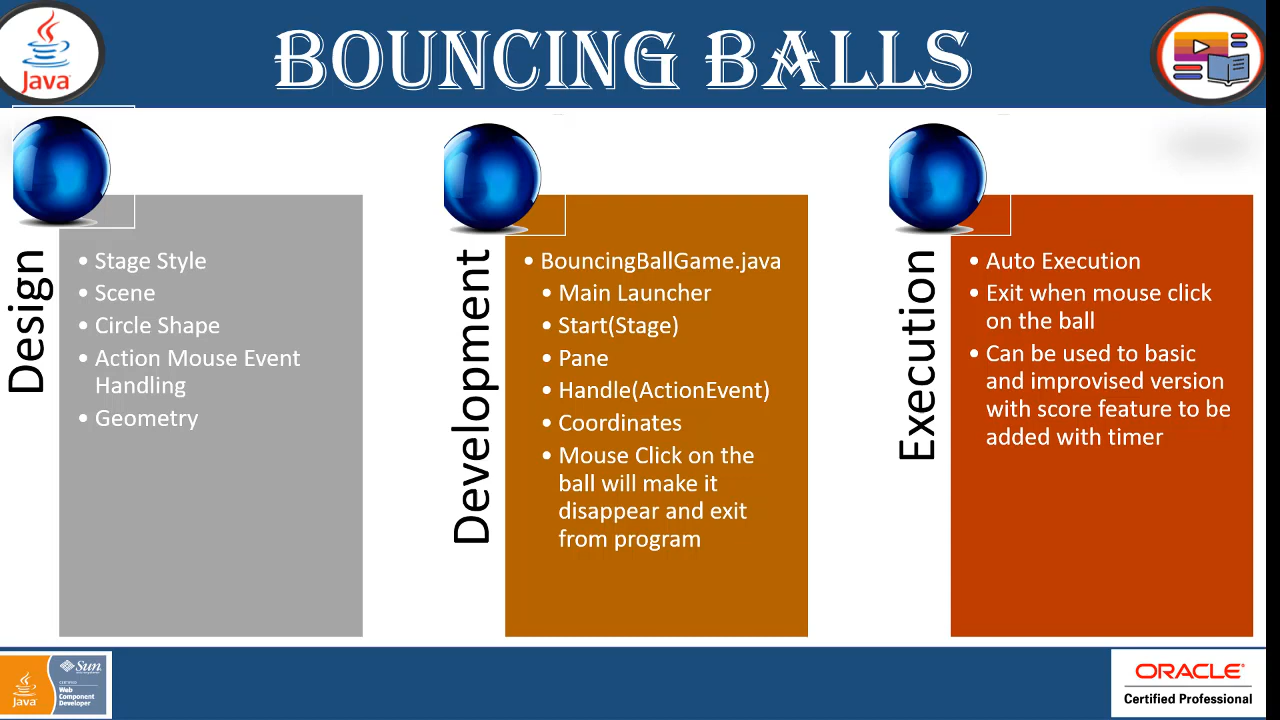 BOUNCING BALLS
Java
Design
• Stage Style
• Scene
• Circle Shape
• Action Mouse Event
Handling
• Geometry
Development
• BouncingBallGame.java
• Main Launcher
• Start(Stage)
• Pane
• Handle(ActionEvent)
• Coordinates
• Mouse Click on the
ball will make it
disappear and exit
from program
Execution
• Auto Execution
• Exit when mouse click
on the ball
• Can be used to basic
and improvised version
with score feature to be
added with timer
Java
Sun
Web
Component
Developer
ORACLE
Certified Professional